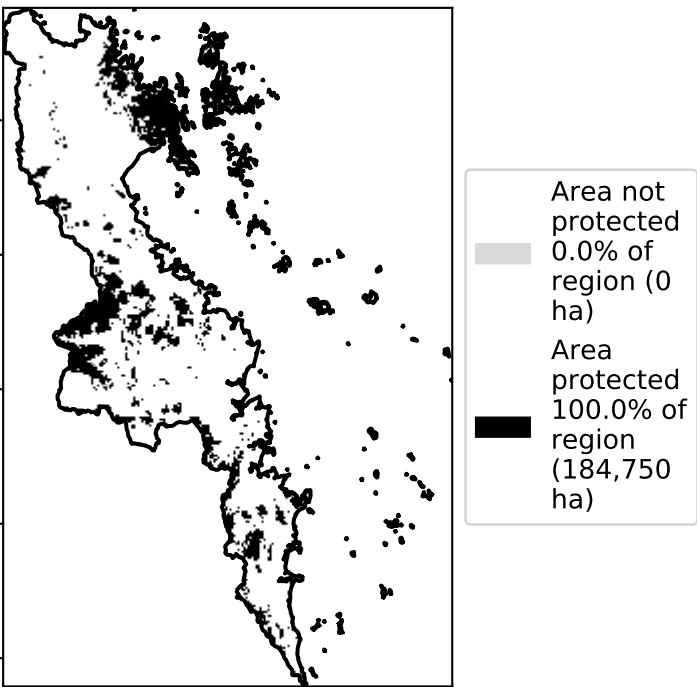 Area not
protected
0.0% of
region (0
ha)
Area
protected
100.0% of
region
(184,750
ha)